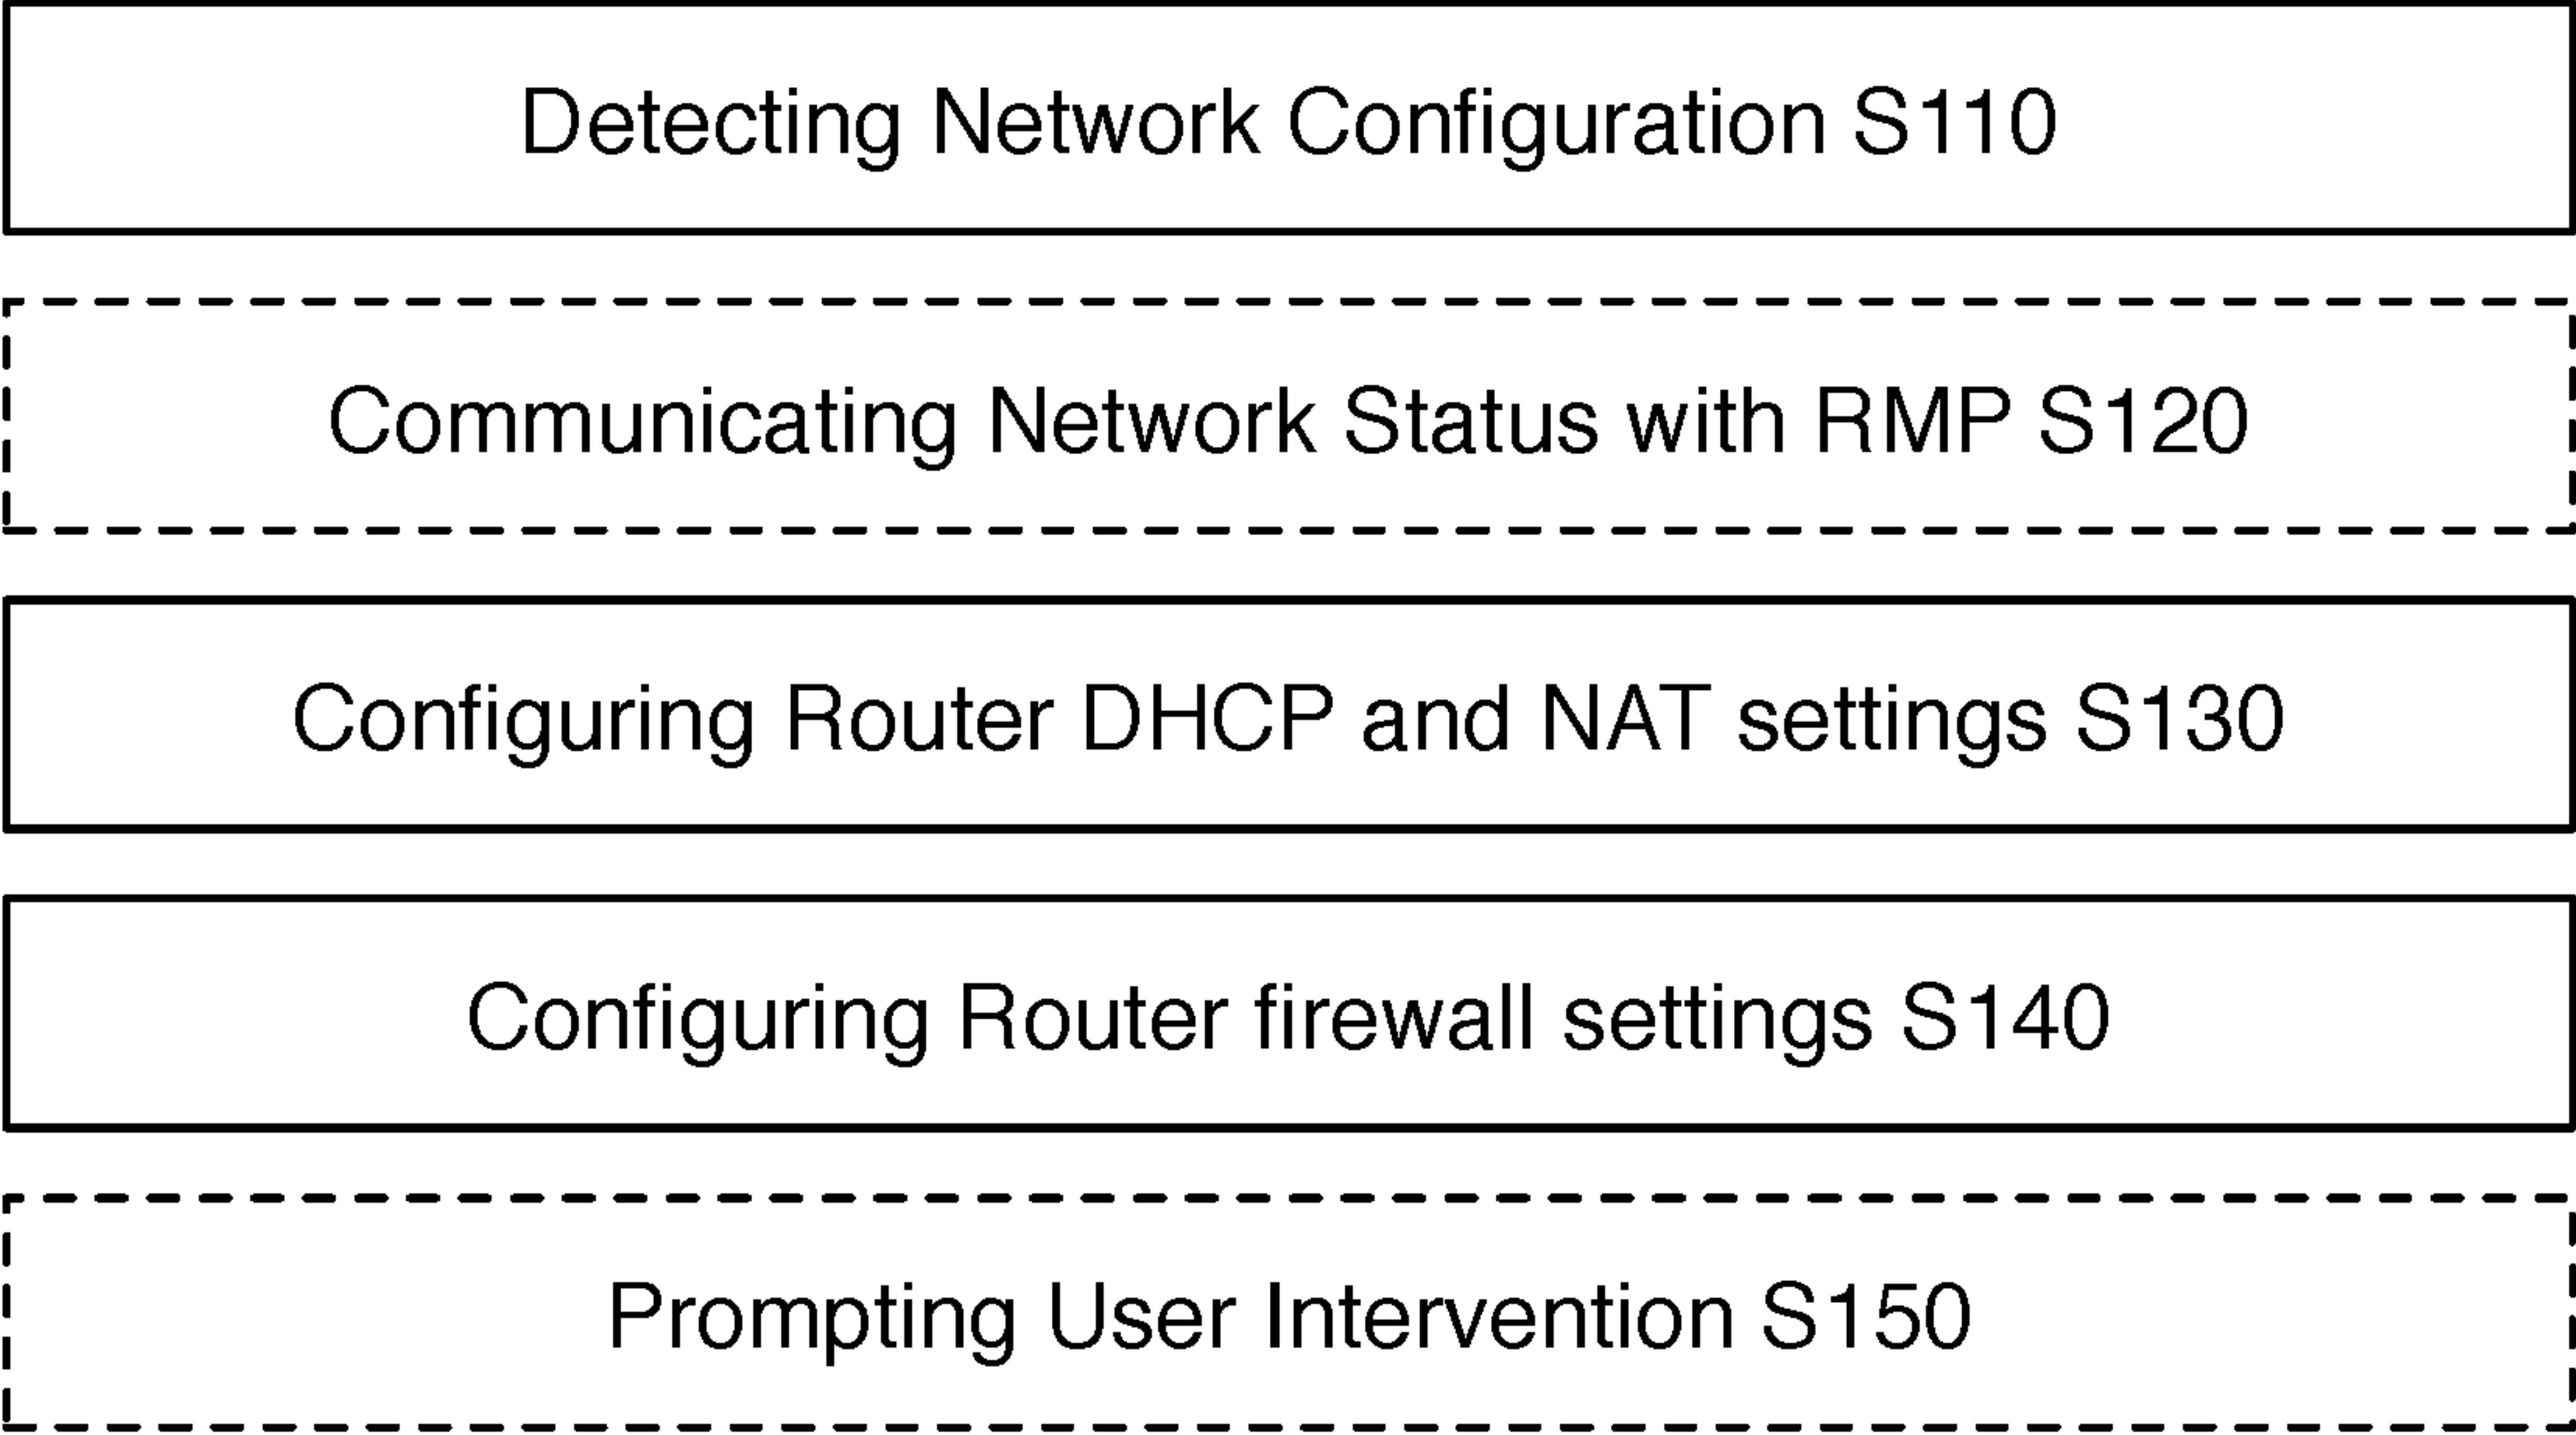 Detecting Network Configuration S110
Communicating Network Status with RMP S120
Configuring Router DHCP and NAT settings S130
Configuring Router firewall settings S140
Prompting User Intervention S150